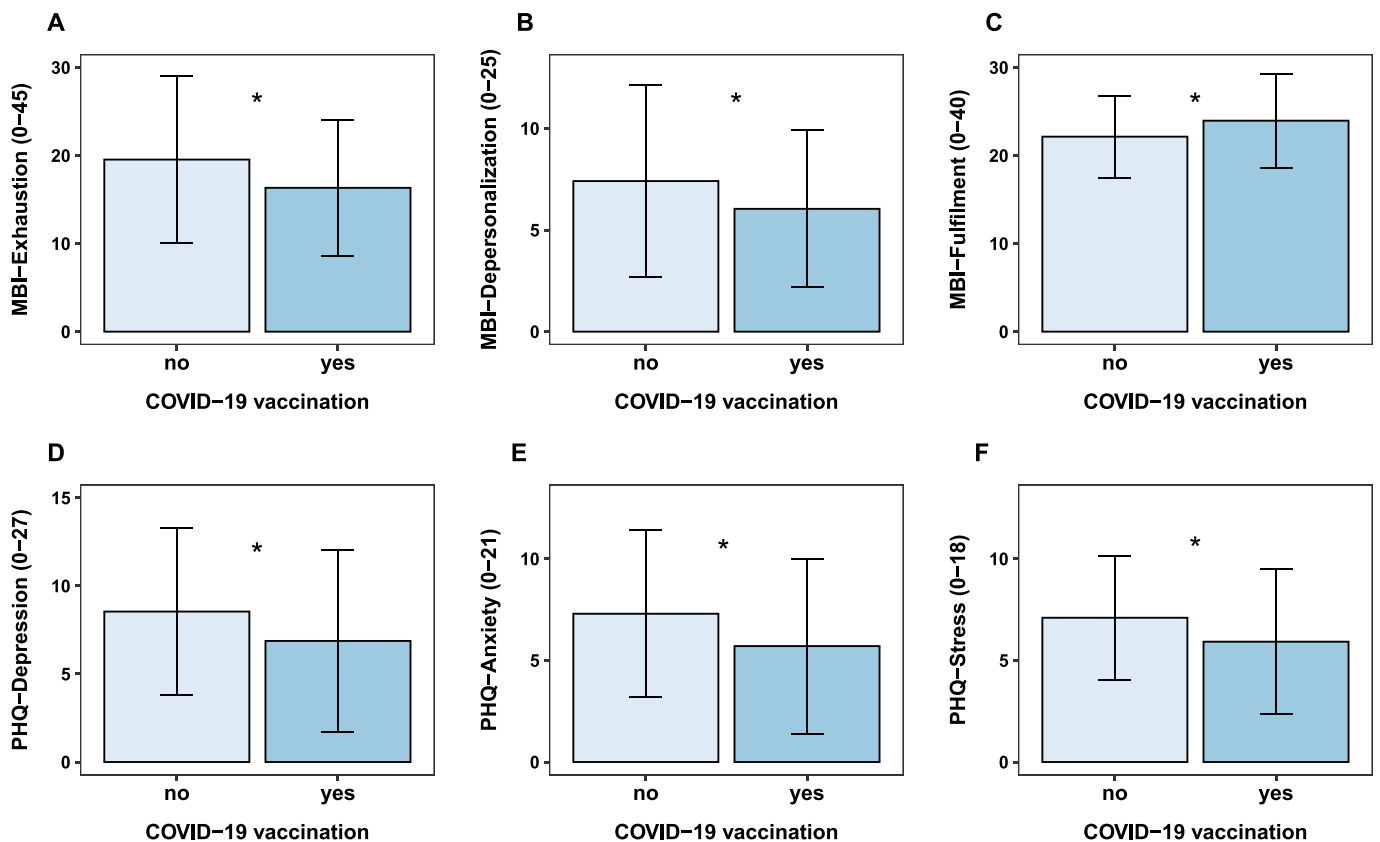 A
MBI−Exhaustion (0−45)
30
20
10
0
*
no
yes
COVID−19 vaccination
B
MBI−Depersonalization (0−25)
10
5
0
*
no
yes
COVID−19 vaccination
C
MBI−Fulfilment (0−40)
30
20
10
0
*
no
yes
COVID−19 vaccination
D
PHQ−Depression (0−27)
15
10
5
0
*
no
yes
COVID−19 vaccination
E
PHQ−Anxiety (0−21)
10
5
0
*
no
yes
COVID−19 vaccination
F
PHQ−Stress (0−18)
10
5
0
*
no
yes
COVID−19 vaccination